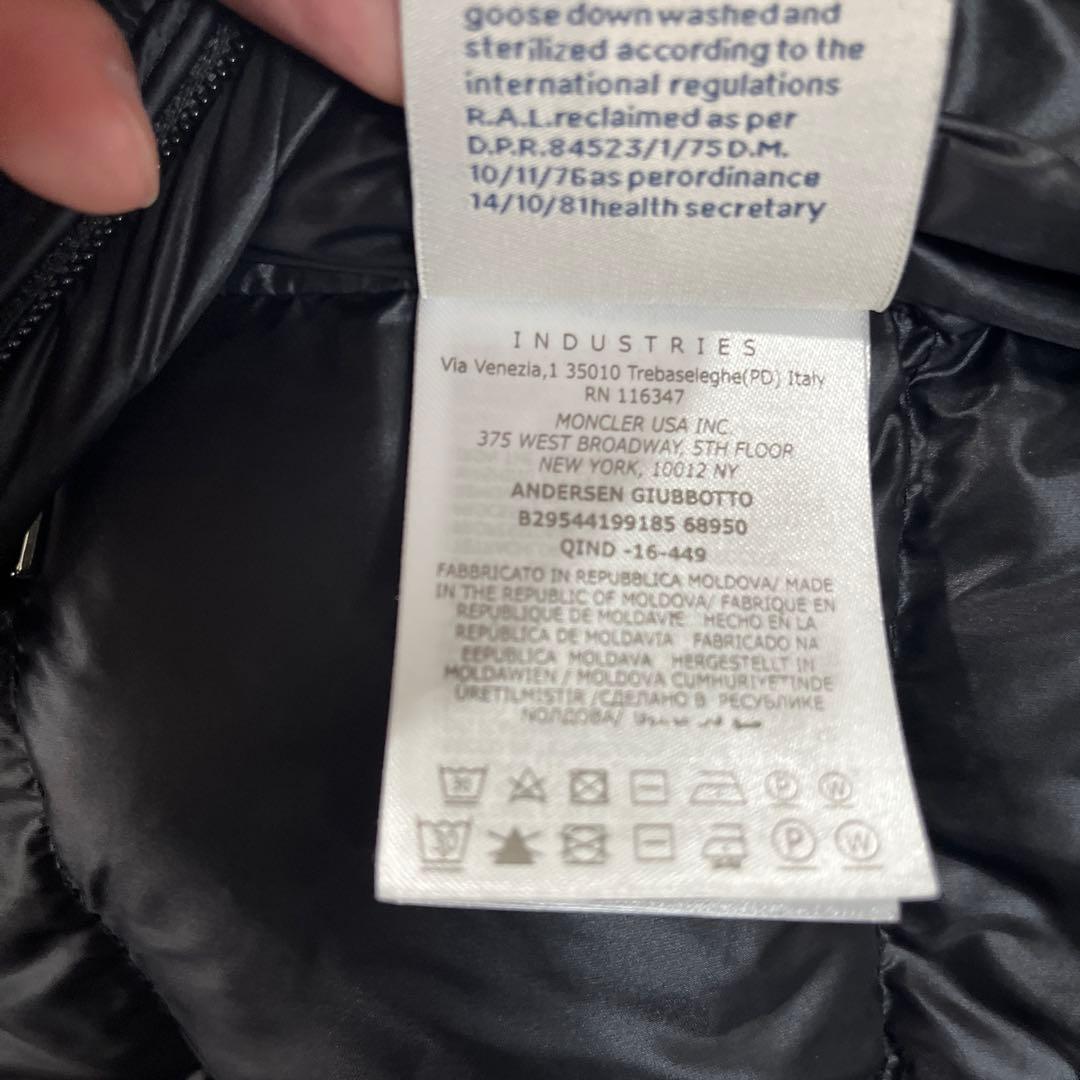 goose down washed and
sterilized according to the
international regulations
R.A.L.reclaimed as per
D.P.R.84523/1/75 D.M.
10/11/76as perordinance
14/10/81health secretary
INDUSTRIES
Via Venezia,1 35010 Trebaseleghe(PD) Italy
RN 116347
MONCLER USA INC.
375 WEST BROADWAY, 5TH FLOOR
NEW YORK, 10012 NY
ANDERSEN GIUBBOTTO
B29544199185 68950
QIND -16-449
FABBRICATO IN REPUBBLICA MOLDOVA/ MADE
IN THE REPUBLIC OF MOLDOVA/ FABRIQUE EN
REPUBLIQUE DE MOLDAVIE HECHO EN LA
REPUBLICA DE MOLDAVIA FABRICADO NA
EEPUBLICA MOLDAVA HERGESTELLT IN
MOLDAWIEN / MOLDOVA CUMHURIYETINDE
ÜRETILMISTIR /СДЕЛАНО В РЕСУБЛИКЕ
P W
30 P W